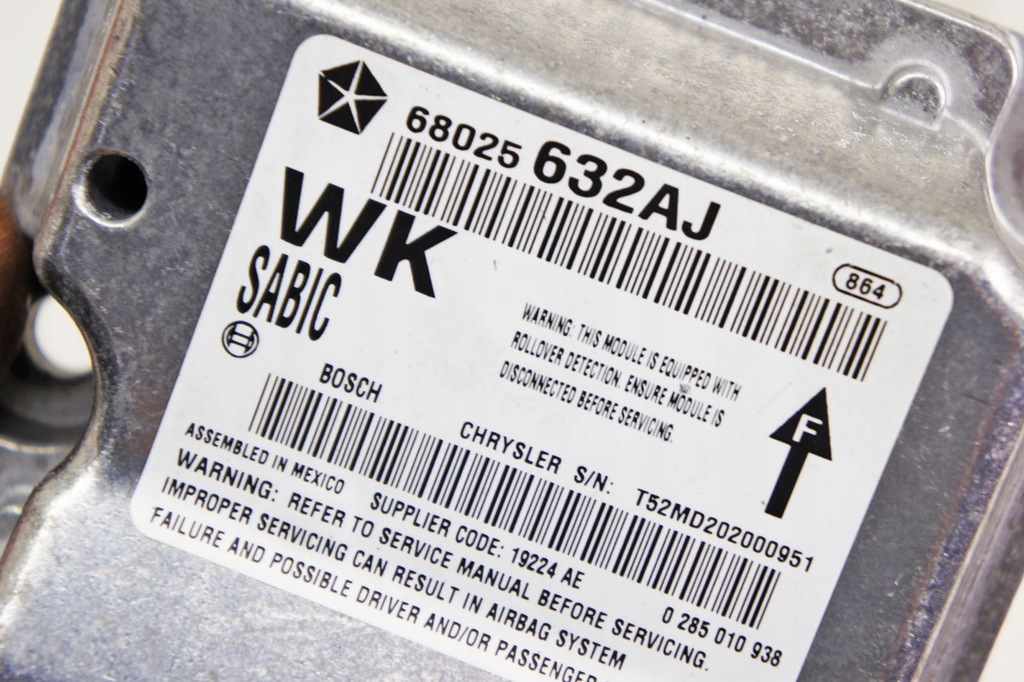 68025 632AJ
864
WK
SABIC
WARNING: THIS MODULE IS EQUIPPED WITH
ROLLOVER DETECTION. ENSURE MODULE IS
DISCONNECTED BEFORE SERVICING.
F
BOSCH
CHRYSLER S/N: T52MD202000951
ASSEMBLED IN MEXICO SUPPLIER CODE: 19224 AE 0 285 010 938
WARNING: REFER TO SERVICE MANUAL BEFORE SERVICING.
IMPROPER SERVICING CAN RESULT IN AIRBAG SYSTEM
FAILURE AND POSSIBLE DRIVER AND/OR PASSENGER